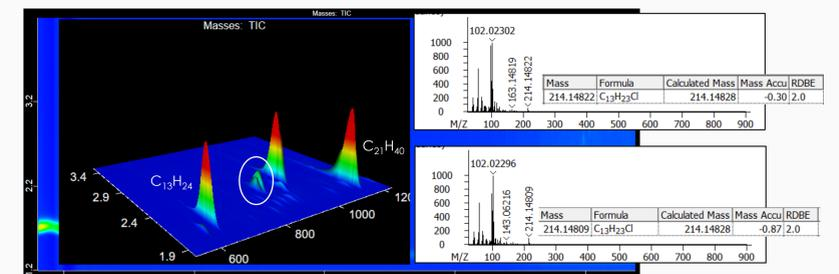 Masses: TIC
Masses: TIC
3.2
2.2
1.2
C13H24
C21H40
3.4
2.9
2.4
1.9
600
800
1000
120
102.02302
163.14819
214.14822
1000
800
600
400
200
0
M/Z 100 200 300 400 500 600 700 800 900
Mass Formula Calculated Mass Mass Accu RDBE
214.14822 C13H23Cl 214.14828 -0.30 2.0
102.02296
143.06216
214.14809
1000
800
600
400
200
0
M/Z 100 200 300 400 500 600 700 800 900
Mass Formula Calculated Mass Mass Accu RDBE
214.14809 C13H23Cl 214.14828 -0.87 2.0